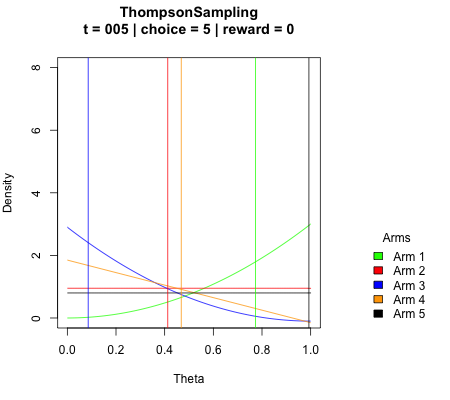 ThompsonSampling
t = 005 | choice = 5 | reward = 0
Density
8
6
4
2
0
0.0 0.2 0.4 0.6 0.8 1.0
Theta
Arms
Arm 1
Arm 2
Arm 3
Arm 4
Arm 5